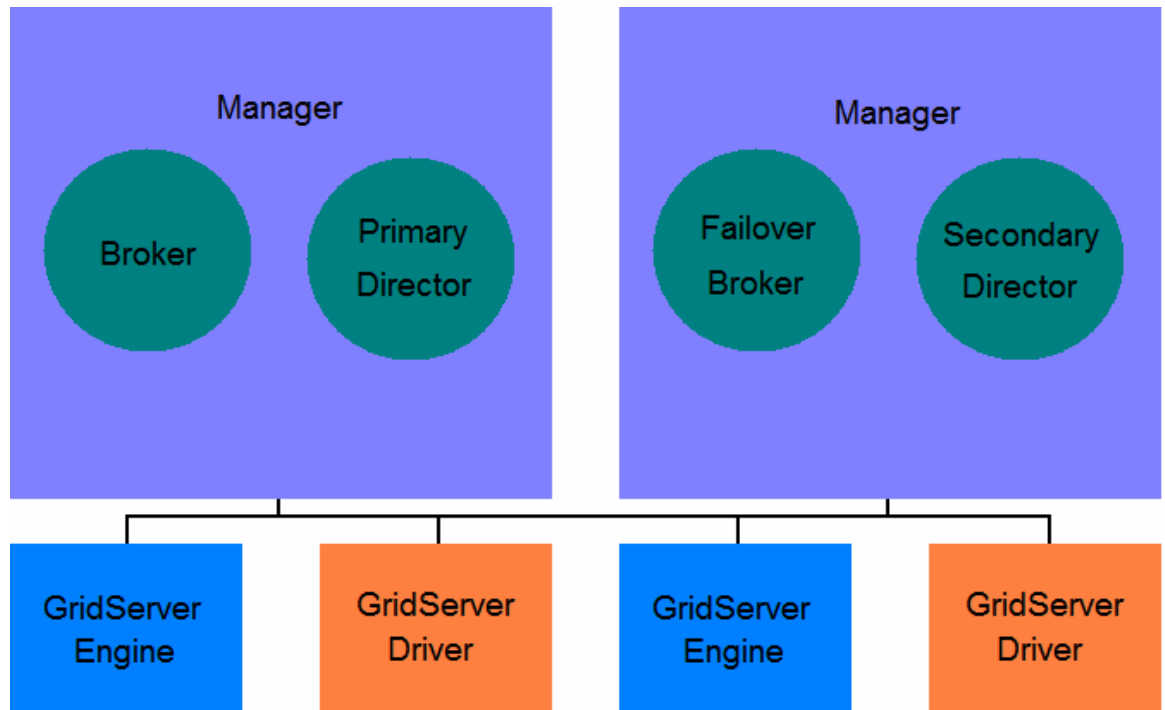 Manager
Broker
Primary
Director
Manager
Failover
Broker
Secondary
Director
GridServer
Engine
GridServer
Driver
GridServer
Engine
GridServer
Driver